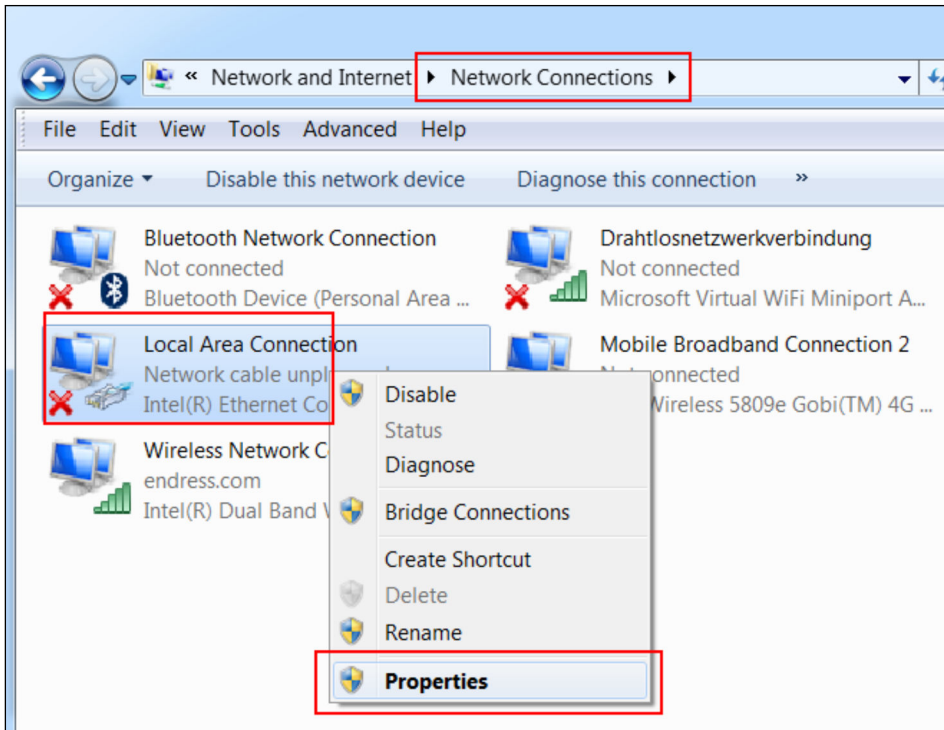 « Network and Internet ▸ Network Connections ▸
File Edit View Tools Advanced Help
Organize Disable this network device Diagnose this connection »
Bluetooth Network Connection
Not connected
Bluetooth Device (Personal Area ...
Drahtlosnetzwerkverbindung
Not connected
Microsoft Virtual WiFi Miniport A...
Local Area Connection
Network cable
Intel(R) Ethernet
Mobile Broadband Connection 2
connected
Wireless 5809e Gobi(TM) 4G ...
Wireless Network
endress.com
Intel(R) Dual Band
Disable
Status
Diagnose
Bridge Connections
Create Shortcut
Delete
Rename
Properties